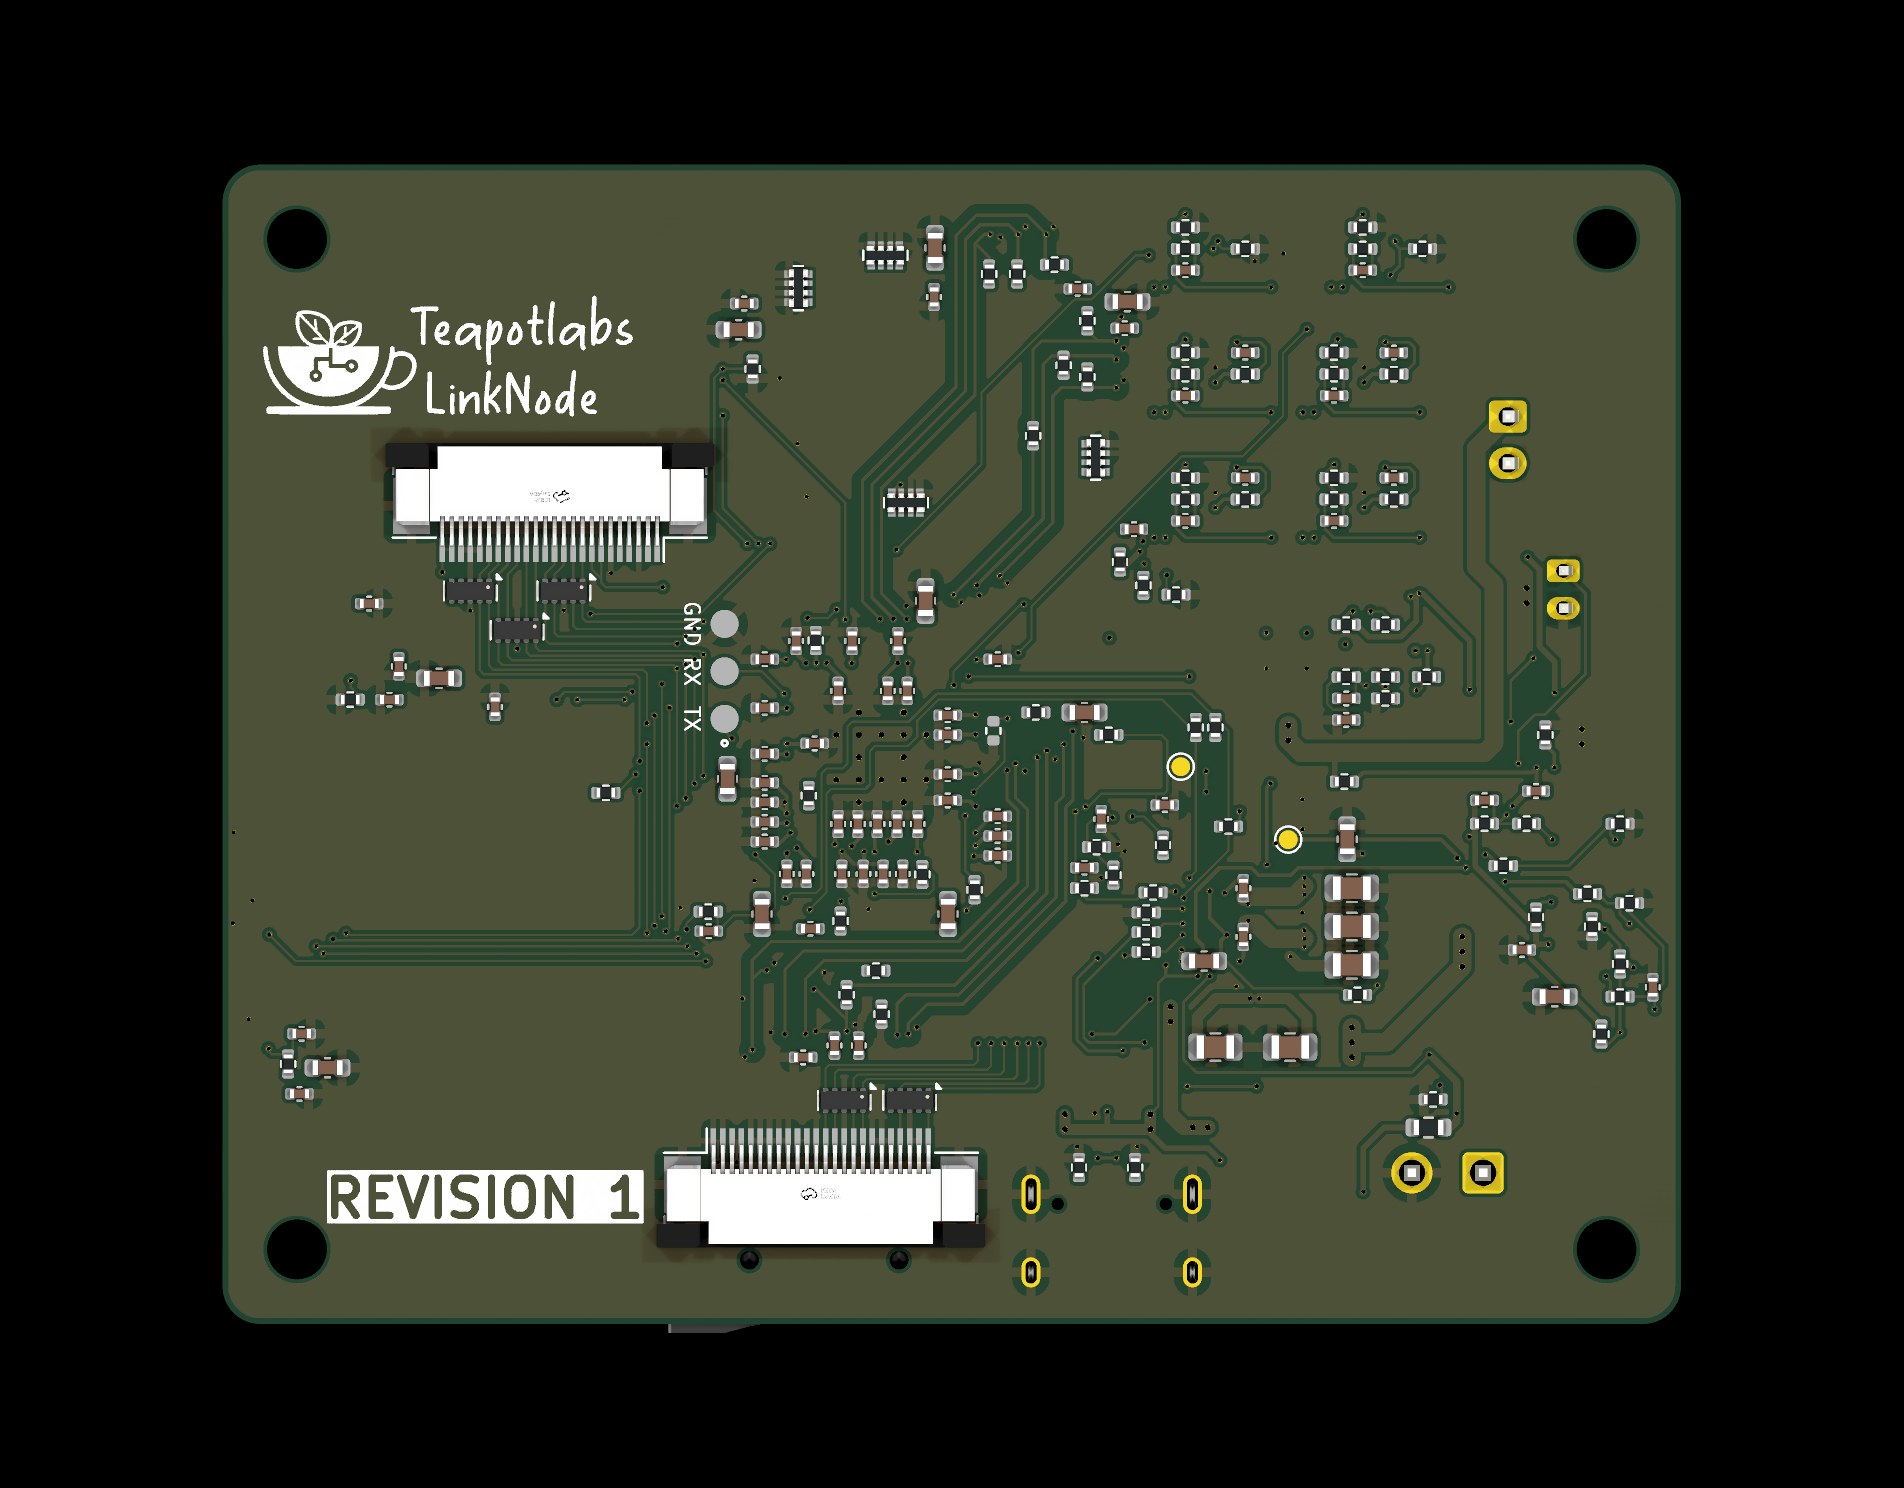 Teapotlabs
LinkNode
GND
RX
TX
REVISION 1